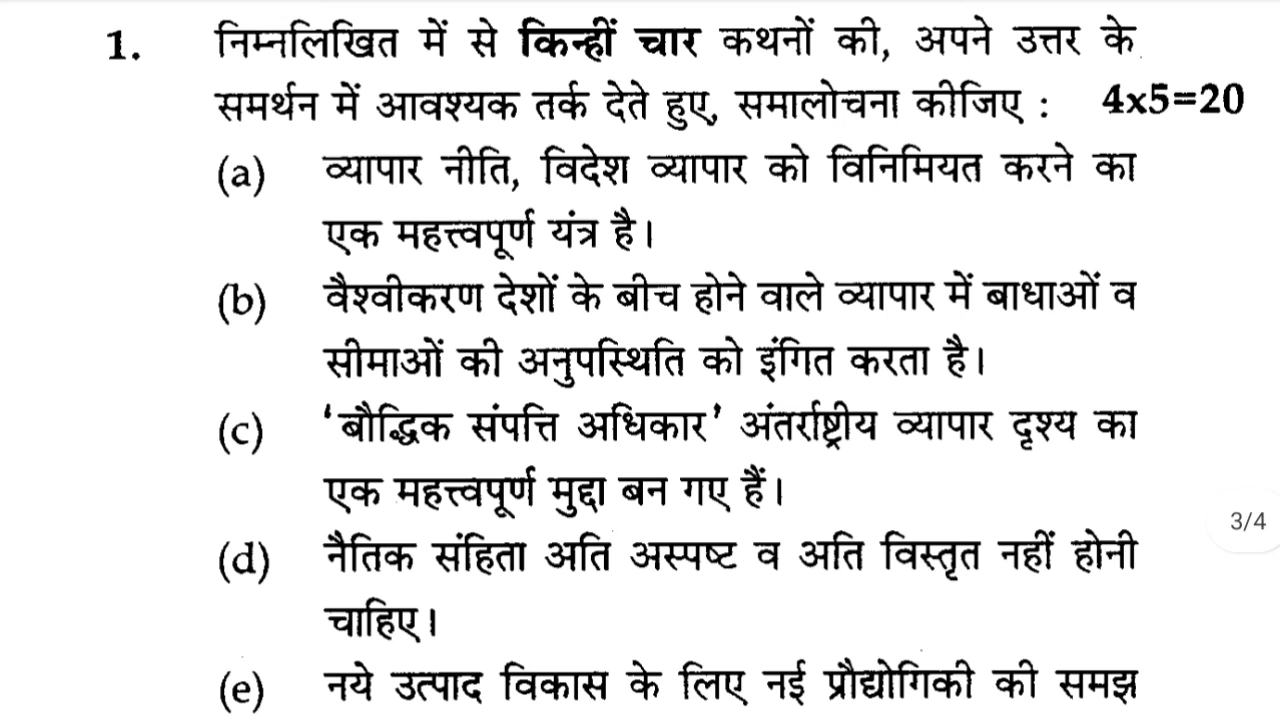 1. निम्नलिखित में से किन्हीं चार कथनों की, अपने उत्तर के
समर्थन में आवश्यक तर्क देते हुए, समालोचना कीजिए : 4x5=20
(a) व्यापार नीति, विदेश व्यापार को विनिमियत करने का
एक महत्त्वपूर्ण यंत्र है।
(b) वैश्वीकरण देशों के बीच होने वाले व्यापार में बाधाओं व
सीमाओं की अनुपस्थिति को इंगित करता है।
(c) ‘बौद्धिक संपत्ति अधिकार’ अंतर्राष्ट्रीय व्यापार दृश्य का
एक महत्त्वपूर्ण मुद्दा बन गए हैं।
3/4
(d) नैतिक संहिता अति अस्पष्ट व अति विस्तृत नहीं होनी
चाहिए।
(e) नये उत्पाद विकास के लिए नई प्रौद्योगिकी की समझ